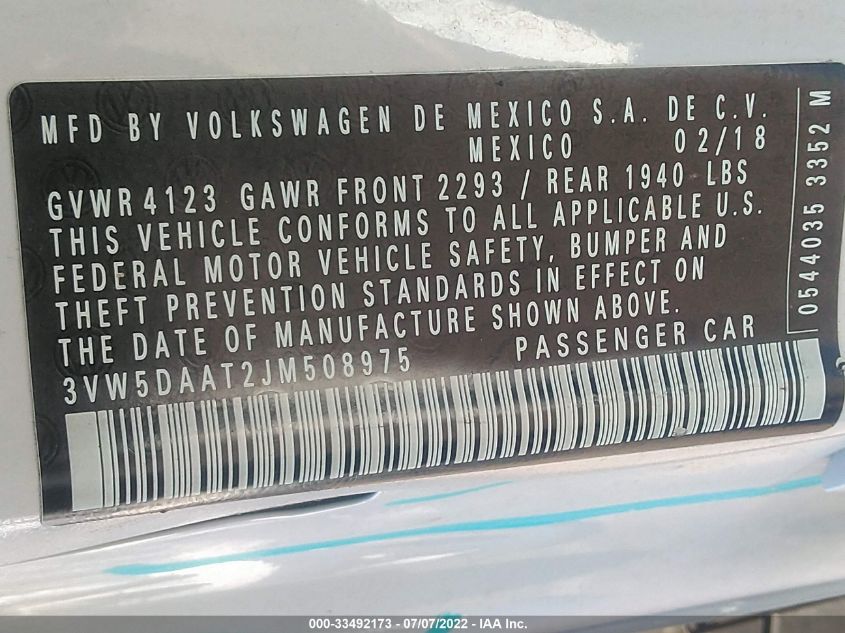 MFD BY VOLKSWAGEN DE MEXICO S.A. DE C.V.
MEXICO 02/18
GVWR 4123 GAWR FRONT 2293 / REAR 1940 LBS
THIS VEHICLE CONFORMS TO ALL APPLICABLE U.S.
FEDERAL MOTOR VEHICLE SAFETY, BUMPER AND
THEFT PREVENTION STANDARDS IN EFFECT ON
THE DATE OF MANUFACTURE SHOWN ABOVE.
3VW5DAAT2JM508975 PASSENGER CAR
0544035 3352 M
000-33492173 - 07/07/2022 - IAA Inc.